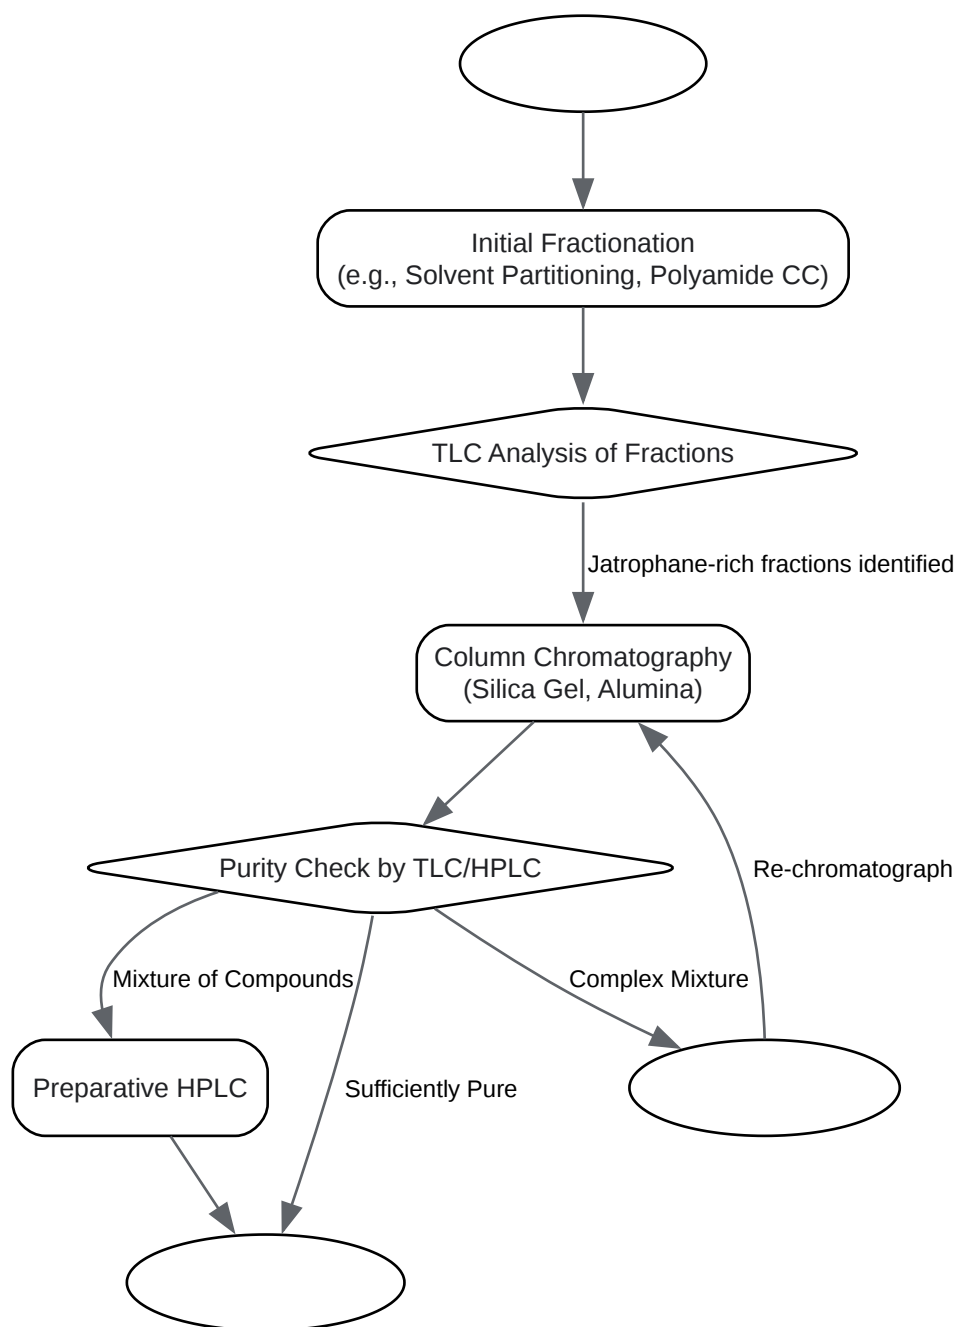 Initial Fractionation
(e.g., Solvent Partitioning, Polyamide CC)
TLC Analysis of Fractions
Jatrophane-rich fractions identified
Column Chromatography
(Silica Gel, Alumina)
Purity Check by TLC/HPLC
Re-chromatograph
Mixture of Compounds
Complex Mixture
Preparative HPLC
Sufficiently Pure